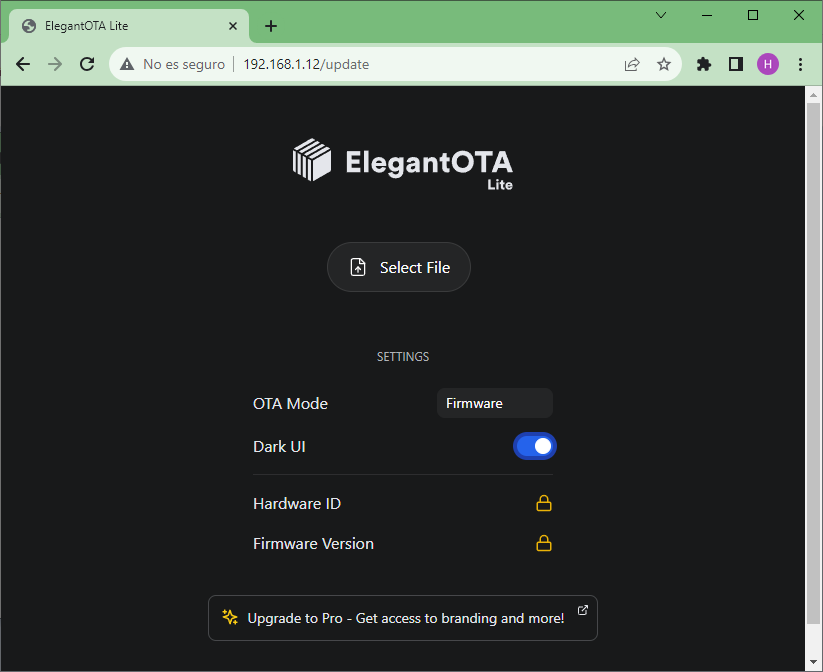 ElegantOTA Lite
No es seguro 192.168.1.12/update
H
ElegantOTA
Lite
Select File
SETTINGS
OTA Mode Firmware
Dark UI
Hardware ID
Firmware Version
Upgrade to Pro - Get access to branding and more!